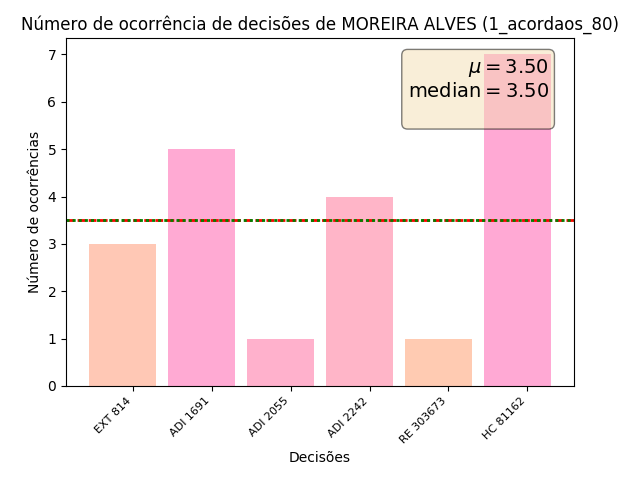 Número de ocorrência de decisões de MOREIRA ALVES (1_acordaos_80)
μ = 3.50
median = 3.50
Número de ocorrências
7
6
5
4
3
2
1
0
EXT 814
ADI 1691
ADI 2055
ADI 2242
RE 303673
HC 81162
Decisões